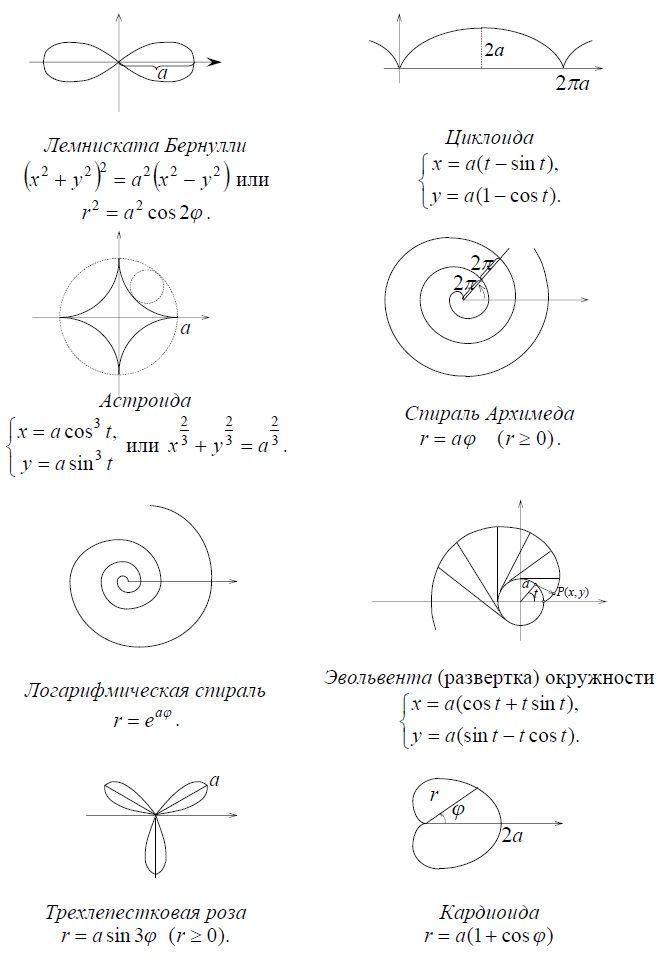 a
Лемниската Бернулли
(x² + y²)² = a²(x² − y²) или
r² = a² cos 2φ .
2a
2πa
Циклоида
{ x = a(t − sin t),
y = a(1 − cos t).
a
Астроида
{ x = a cos³ t,
y = a sin³ t
или x^(2/3) + y^(2/3) = a^(2/3) .
2π
2π
Спираль Архимеда
r = aφ (r ≥ 0) .
Логарифмическая спираль
r = e^(aφ) .
a
t
P(x, y)
Эвольвента (развертка) окружности
{ x = a(cos t + t sin t),
y = a(sin t − t cos t).
a
Трехлепестковая роза
r = a sin 3φ (r ≥ 0).
r
φ
2a
Кардиоида
r = a(1 + cos φ)